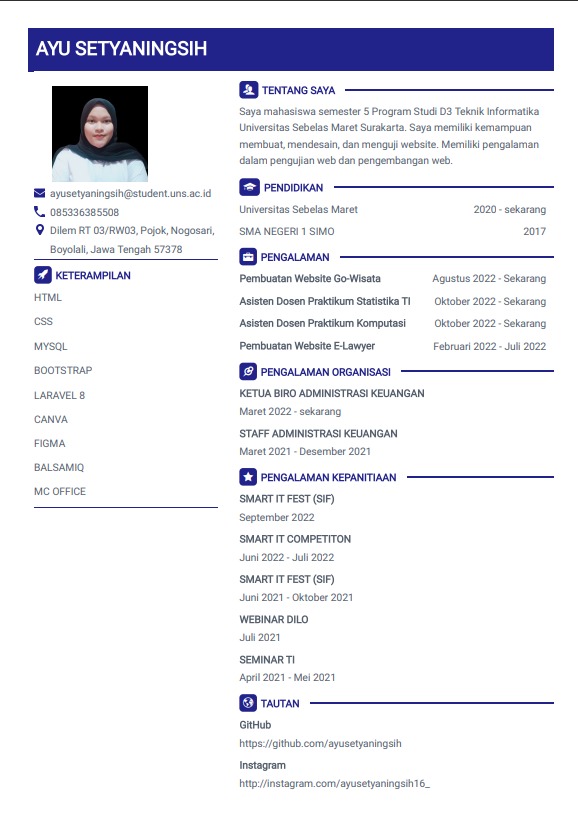 AYU SETYANINGSIH
ayusetyaningsih@student.uns.ac.id
085336385508
Dilem RT 03/RW03, Pojok, Nogosari,
Boyolali, Jawa Tengah 57378
KETERAMPILAN
HTML
CSS
MYSQL
BOOTSTRAP
LARAVEL 8
CANVA
FIGMA
BALSAMIQ
MC OFFICE
TENTANG SAYA
Saya mahasiswa semester 5 Program Studi D3 Teknik Informatika
Universitas Sebelas Maret Surakarta. Saya memiliki kemampuan
membuat, mendesain, dan menguji website. Memiliki pengalaman
dalam pengujian web dan pengembangan web.
PENDIDIKAN
Universitas Sebelas Maret 2020 - sekarang
SMA NEGERI 1 SIMO 2017
PENGALAMAN
Pembuatan Website Go-Wisata Agustus 2022 - Sekarang
Asisten Dosen Praktikum Statistika TI Oktober 2022 - Sekarang
Asisten Dosen Praktikum Komputasi Oktober 2022 - Sekarang
Pembuatan Website E-Lawyer Februari 2022 - Juli 2022
PENGALAMAN ORGANISASI
KETUA BIRO ADMINISTRASI KEUANGAN
Maret 2022 - sekarang
STAFF ADMINISTRASI KEUANGAN
Maret 2021 - Desember 2021
PENGALAMAN KEPANITIAAN
SMART IT FEST (SIF)
September 2022
SMART IT COMPETITON
Juni 2022 - Juli 2022
SMART IT FEST (SIF)
Juni 2021 - Oktober 2021
WEBINAR DILO
Juli 2021
SEMINAR TI
April 2021 - Mei 2021
TAUTAN
GitHub
https://github.com/ayusetyaningsih
Instagram
http://instagram.com/ayusetyaningsih16_